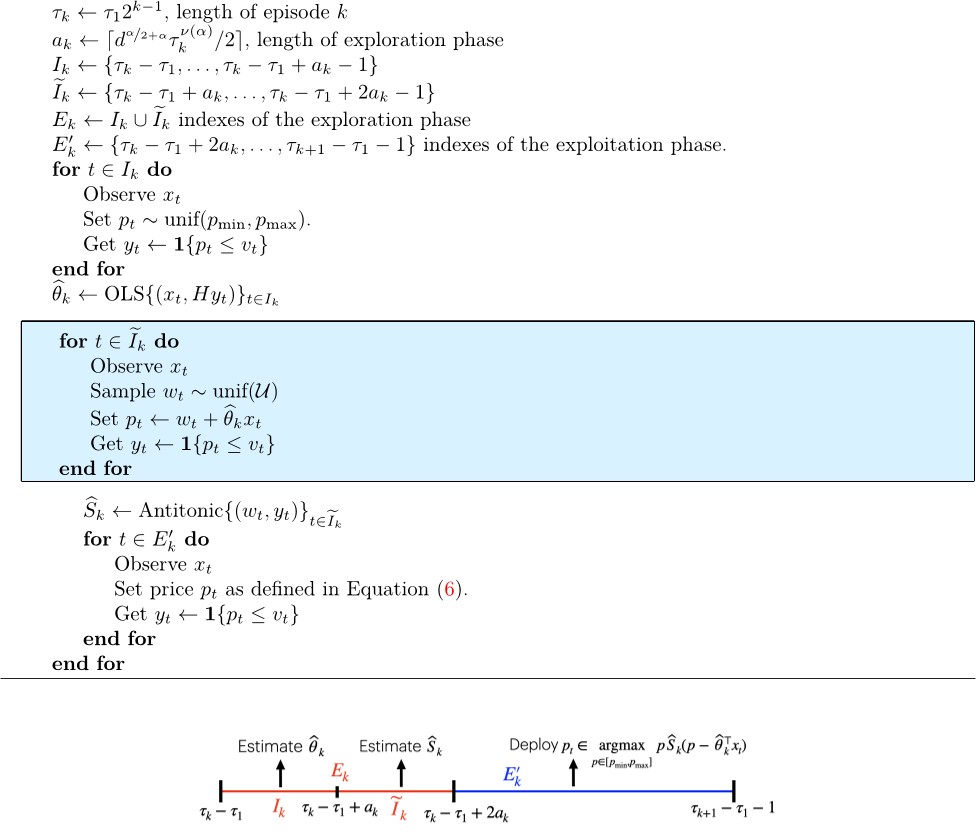 τ_k ← τ_1 2^{k−1}, length of episode k
a_k ← ⌈d^{α/2+α} τ_k^{ν(α)}/2⌉, length of exploration phase
I_k ← {τ_k − τ_1, …, τ_k − τ_1 + a_k − 1}
Ĩ_k ← {τ_k − τ_1 + a_k, …, τ_k − τ_1 + 2a_k − 1}
E_k ← I_k ∪ Ĩ_k indexes of the exploration phase
E′_k ← {τ_k − τ_1 + 2a_k, …, τ_{k+1} − τ_1 − 1} indexes of the exploitation phase.
for t ∈ I_k do
Observe x_t
Set p_t ∼ unif(p_min, p_max).
Get y_t ← 1{p_t ≤ v_t}
end for
θ̂_k ← OLS{(x_t, Hy_t)}_{t∈I_k}
for t ∈ Ĩ_k do
Observe x_t
Sample w_t ∼ unif(𝒰)
Set p_t ← w_t + θ̂_k x_t
Get y_t ← 1{p_t ≤ v_t}
end for
Ŝ_k ← Antitonic{(w_t, y_t)}_{t∈Ĩ_k}
for t ∈ E′_k do
Observe x_t
Set price p_t as defined in Equation (6).
Get y_t ← 1{p_t ≤ v_t}
end for
end for
Estimate θ̂_k Estimate Ŝ_k Deploy p_t ∈ argmax_{p∈[p_min,p_max]} pŜ_k(p − θ̂_k^⊤x_t)
E_k E′_k
τ_k − τ_1 I_k τ_k − τ_1 + a_k Ĩ_k τ_k − τ_1 + 2a_k τ_{k+1} − τ_1 − 1